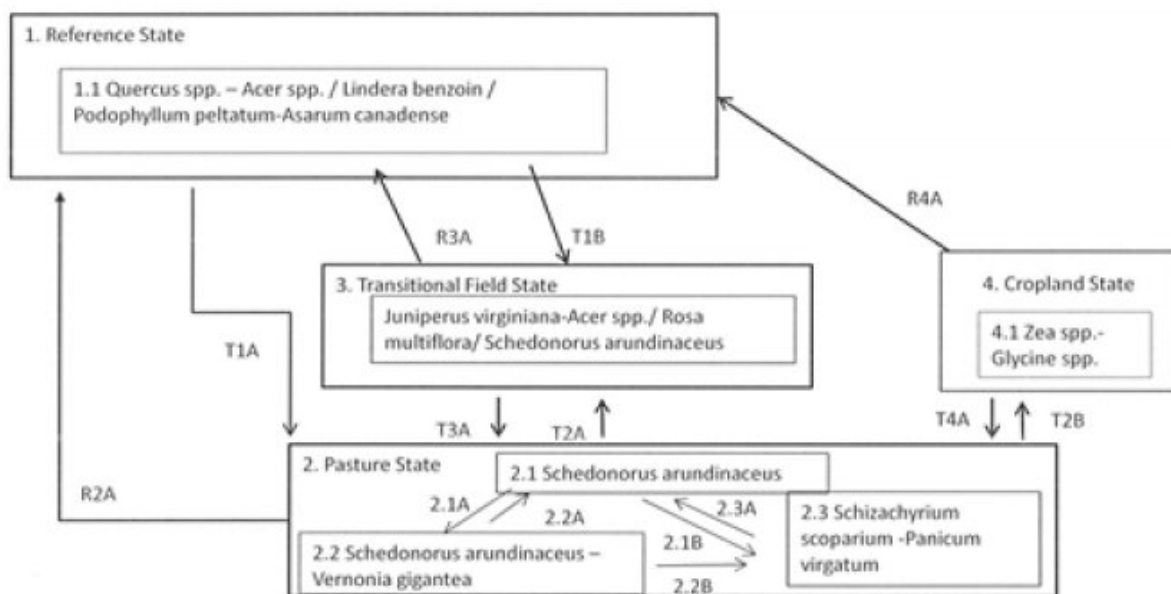 1. Reference State
1.1 Quercus spp. – Acer spp. / Lindera benzoin /
Podophyllum peltatum-Asarum canadense
R4A
R3A
T1B
3. Transitional Field State
Juniperus virginiana-Acer spp./ Rosa
multiflora/ Schedonorus arundinaceus
4. Cropland State
4.1 Zea spp.-
Glycine spp.
T1A
T3A
T2A
T4A
T2B
2. Pasture State
2.1 Schedonorus arundinaceus
R2A
2.1A
2.2A
2.3A
2.1B
2.3 Schizachyrium
scoparium -Panicum
virgatum
2.2 Schedonorus arundinaceus –
Vernonia gigantea
2.2B